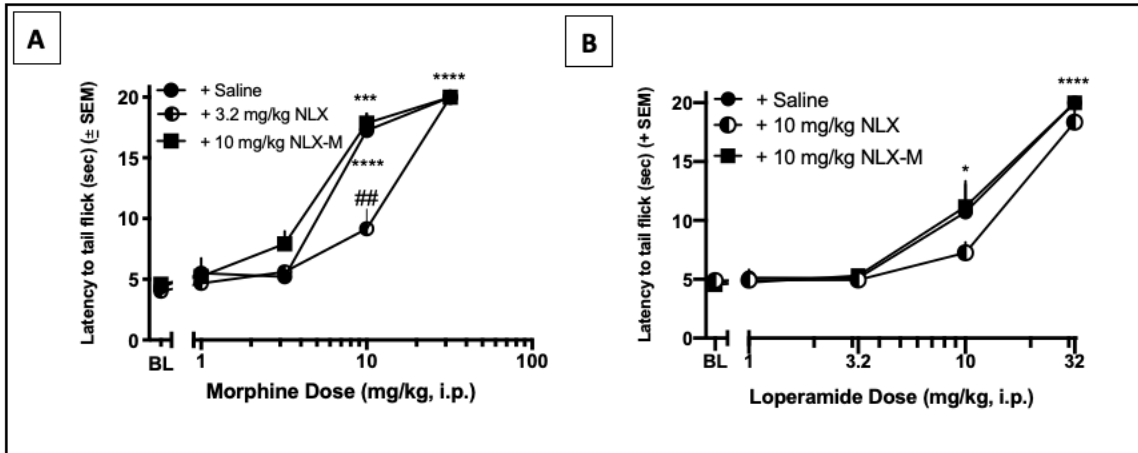 A
Latency to tail flick (sec) (± SEM)
+ Saline
+ 3.2 mg/kg NLX
+ 10 mg/kg NLX-M
20
15
10
5
0
***
****
##
****
BL
1
10
100
Morphine Dose (mg/kg, i.p.)
B
Latency to tail flick (sec) (+ SEM)
+ Saline
+ 10 mg/kg NLX
+ 10 mg/kg NLX-M
20
15
10
5
0
*
****
BL
1
3.2
10
32
Loperamide Dose (mg/kg, i.p.)